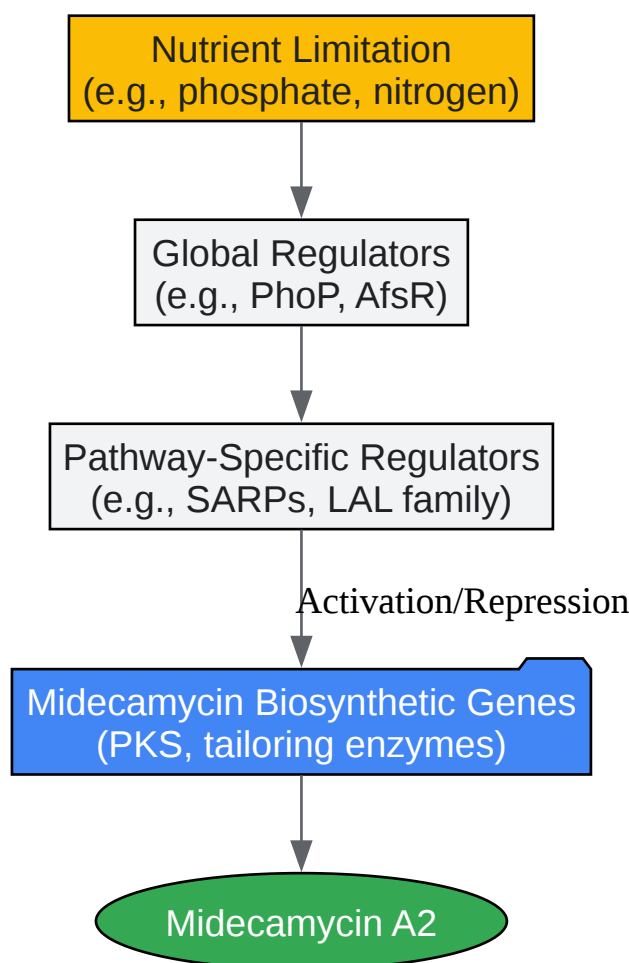 Nutrient Limitation
(e.g., phosphate, nitrogen)
Global Regulators
(e.g., PhoP, AfsR)
Pathway-Specific Regulators
(e.g., SARPs, LAL family)
Activation/Repression
Midecamycin Biosynthetic Genes
(PKS, tailoring enzymes)
Midecamycin A2